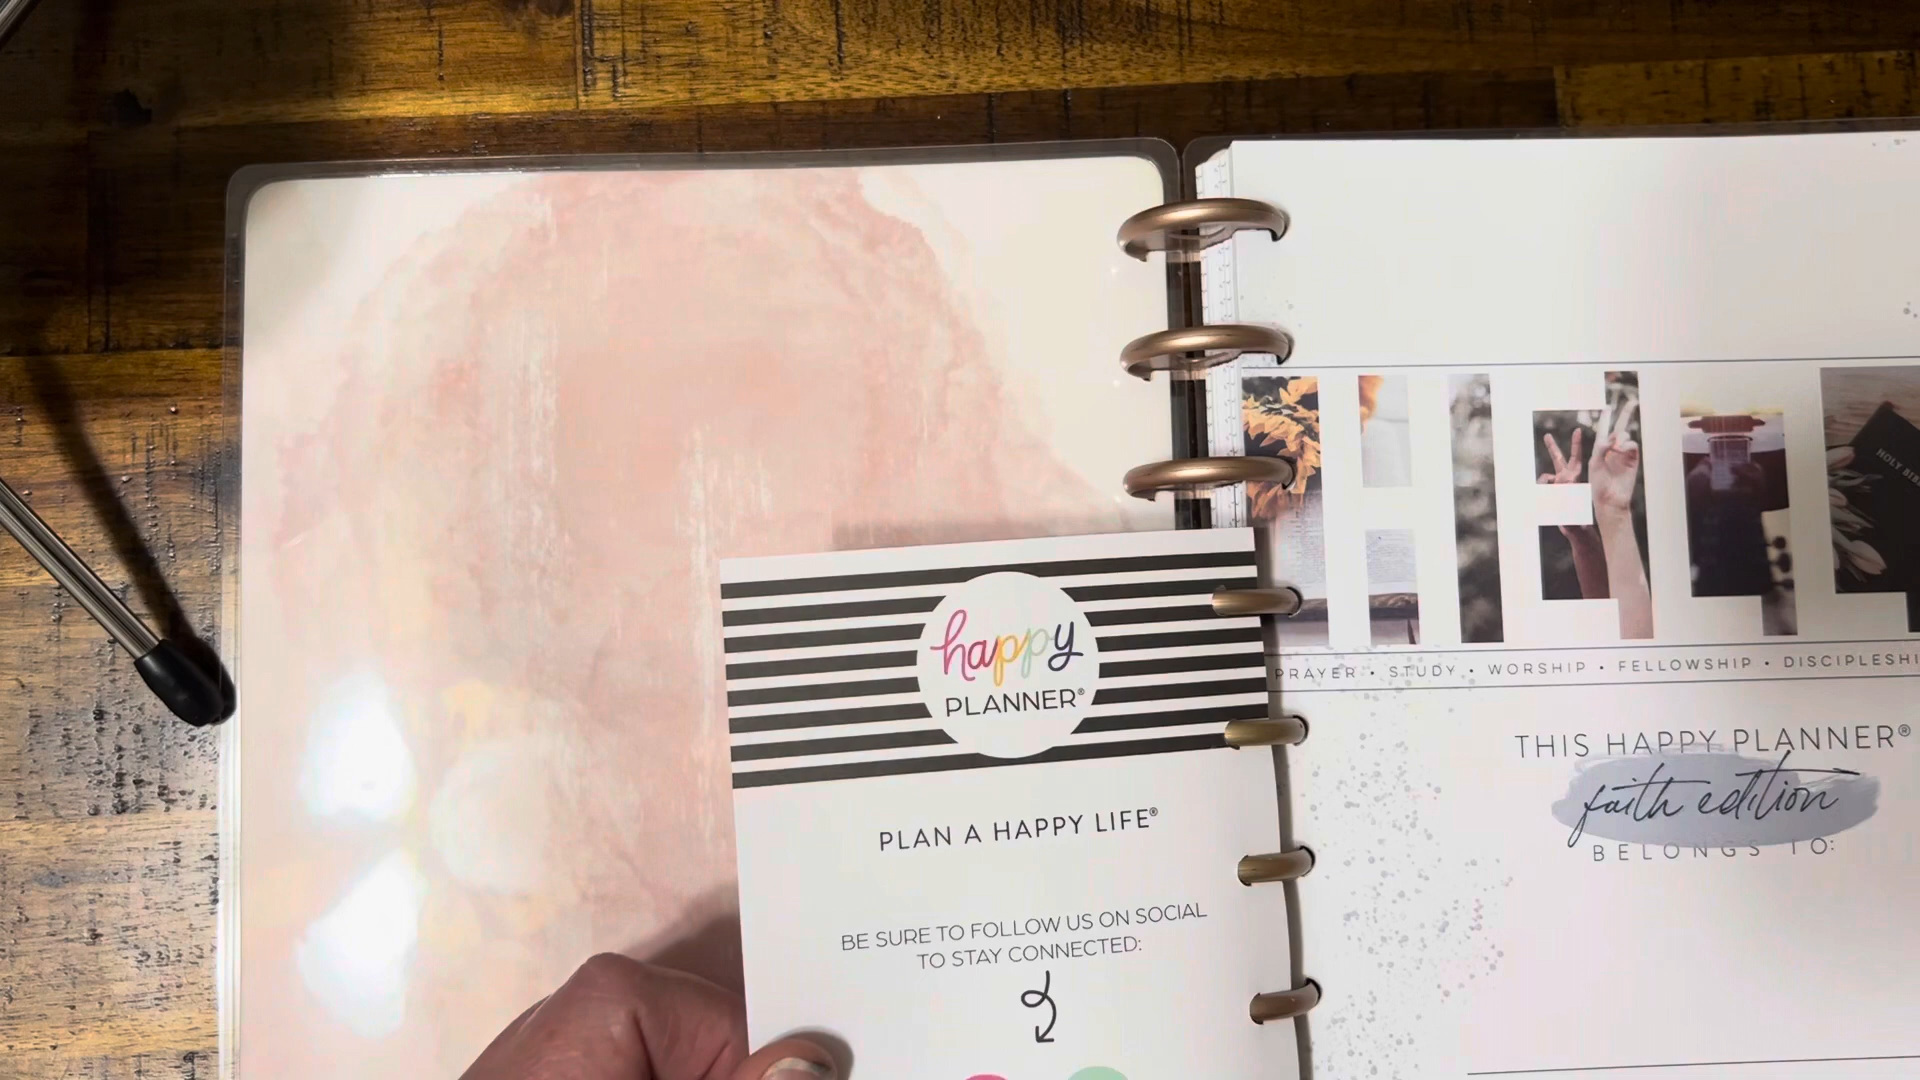 happy
PLANNER®
PLAN A HAPPY LIFE®
BE SURE TO FOLLOW US ON SOCIAL
TO STAY CONNECTED:
HOLY
PRAYER • STUDY • WORSHIP • FELLOWSHIP •
THIS HAPPY PLANNER®
faith edition
BELONGS TO: